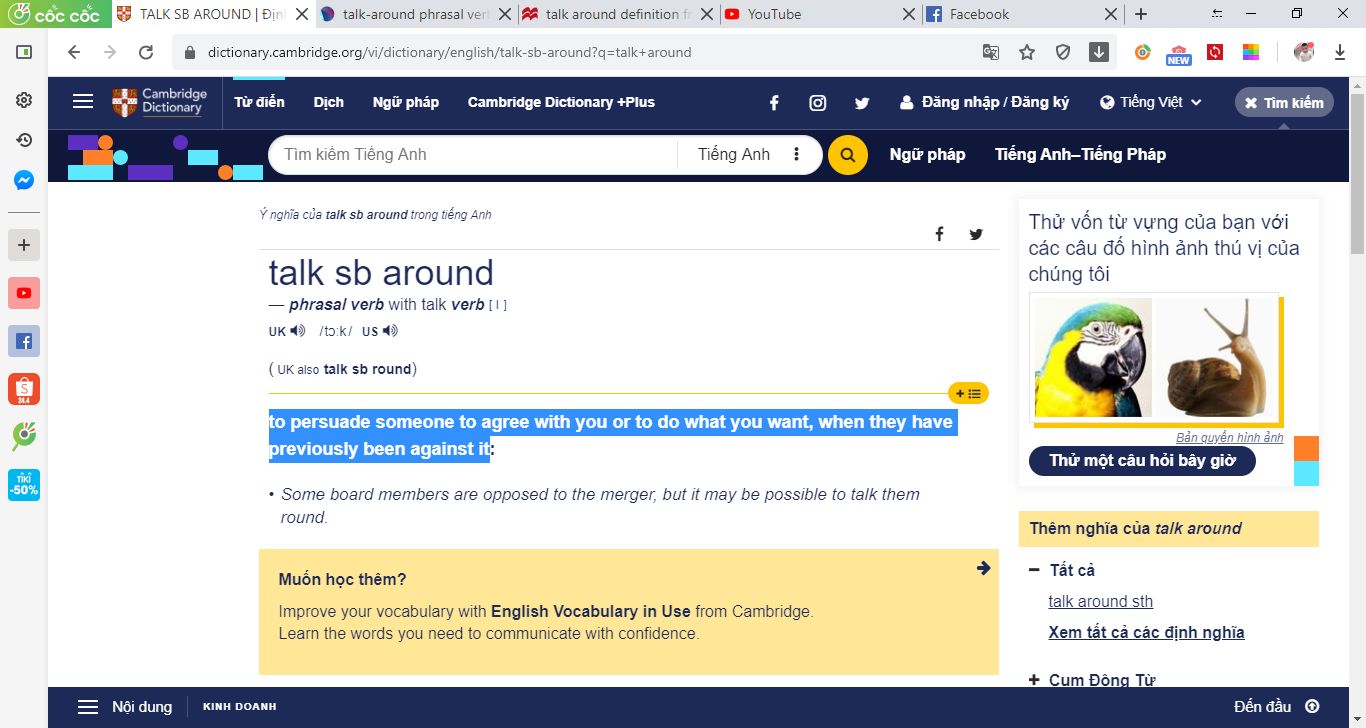 cốc cốc
TALK SB AROUND | Địn
talk-around phrasal ver
talk around definition f
YouTube
Facebook
dictionary.cambridge.org/vi/dictionary/english/talk-sb-around?q=talk+around
NEW
Cambridge
Dictionary
Từ điển
Dịch
Ngữ pháp
Cambridge Dictionary +Plus
Đăng nhập / Đăng ký
Tiếng Việt
Tìm kiếm
Tìm kiếm Tiếng Anh
Tiếng Anh
Ngữ pháp
Tiếng Anh–Tiếng Pháp
24.4
TIKI
-50%
Ý nghĩa của talk sb around trong tiếng Anh
talk sb around
— phrasal verb with talk verb [ I ]
UK /tɔːk/ US
( UK also talk sb round)
to persuade someone to agree with you or to do what you want, when they have
previously been against it:
• Some board members are opposed to the merger, but it may be possible to talk them
round.
Muốn học thêm?
Improve your vocabulary with English Vocabulary in Use from Cambridge.
Learn the words you need to communicate with confidence.
Thử vốn từ vựng của bạn với
các câu đố hình ảnh thú vị của
chúng tôi
Bản quyền hình ảnh
Thử một câu hỏi bây giờ
Thêm nghĩa của talk around
Tất cả
talk around sth
Xem tất cả các định nghĩa
Cụm Động Từ
Nội dung
KINH DOANH
Đến đầu